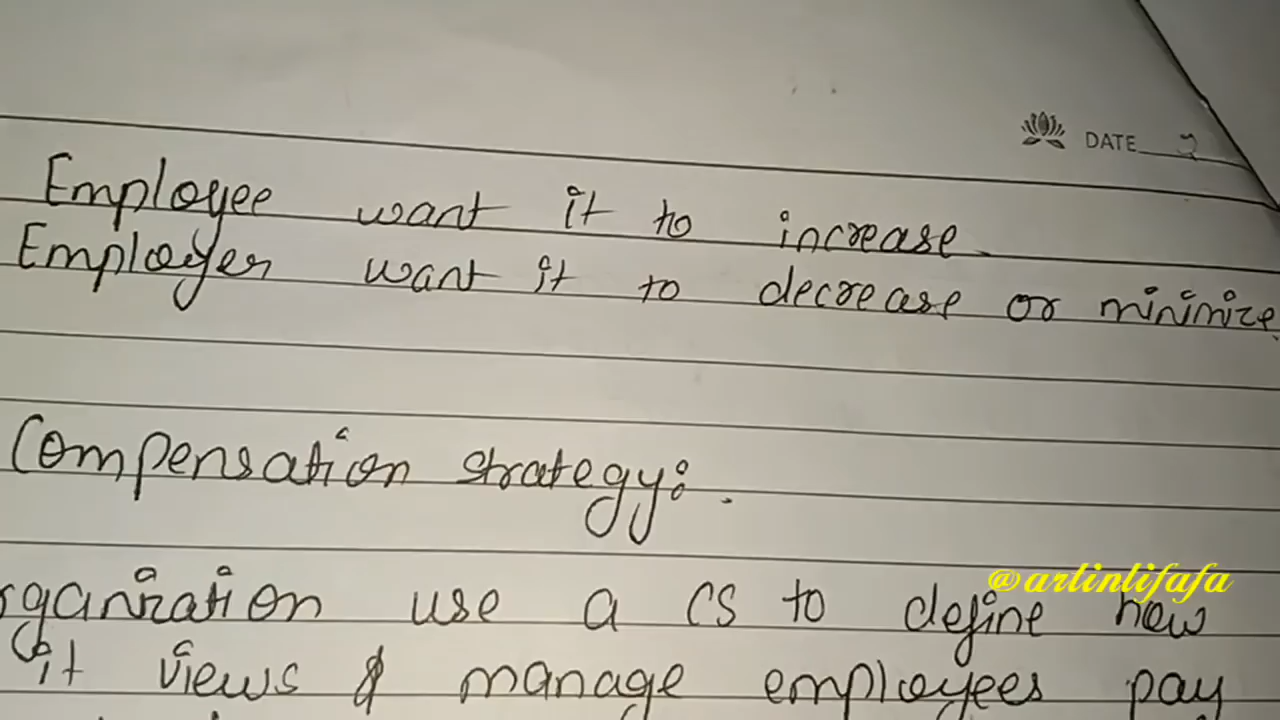 DATE
Employee want it to increase.
Employer want it to decrease or minimize.
Compensation strategy:
@artinlifafa
rganization use a CS to define how
it views & manage employees pay